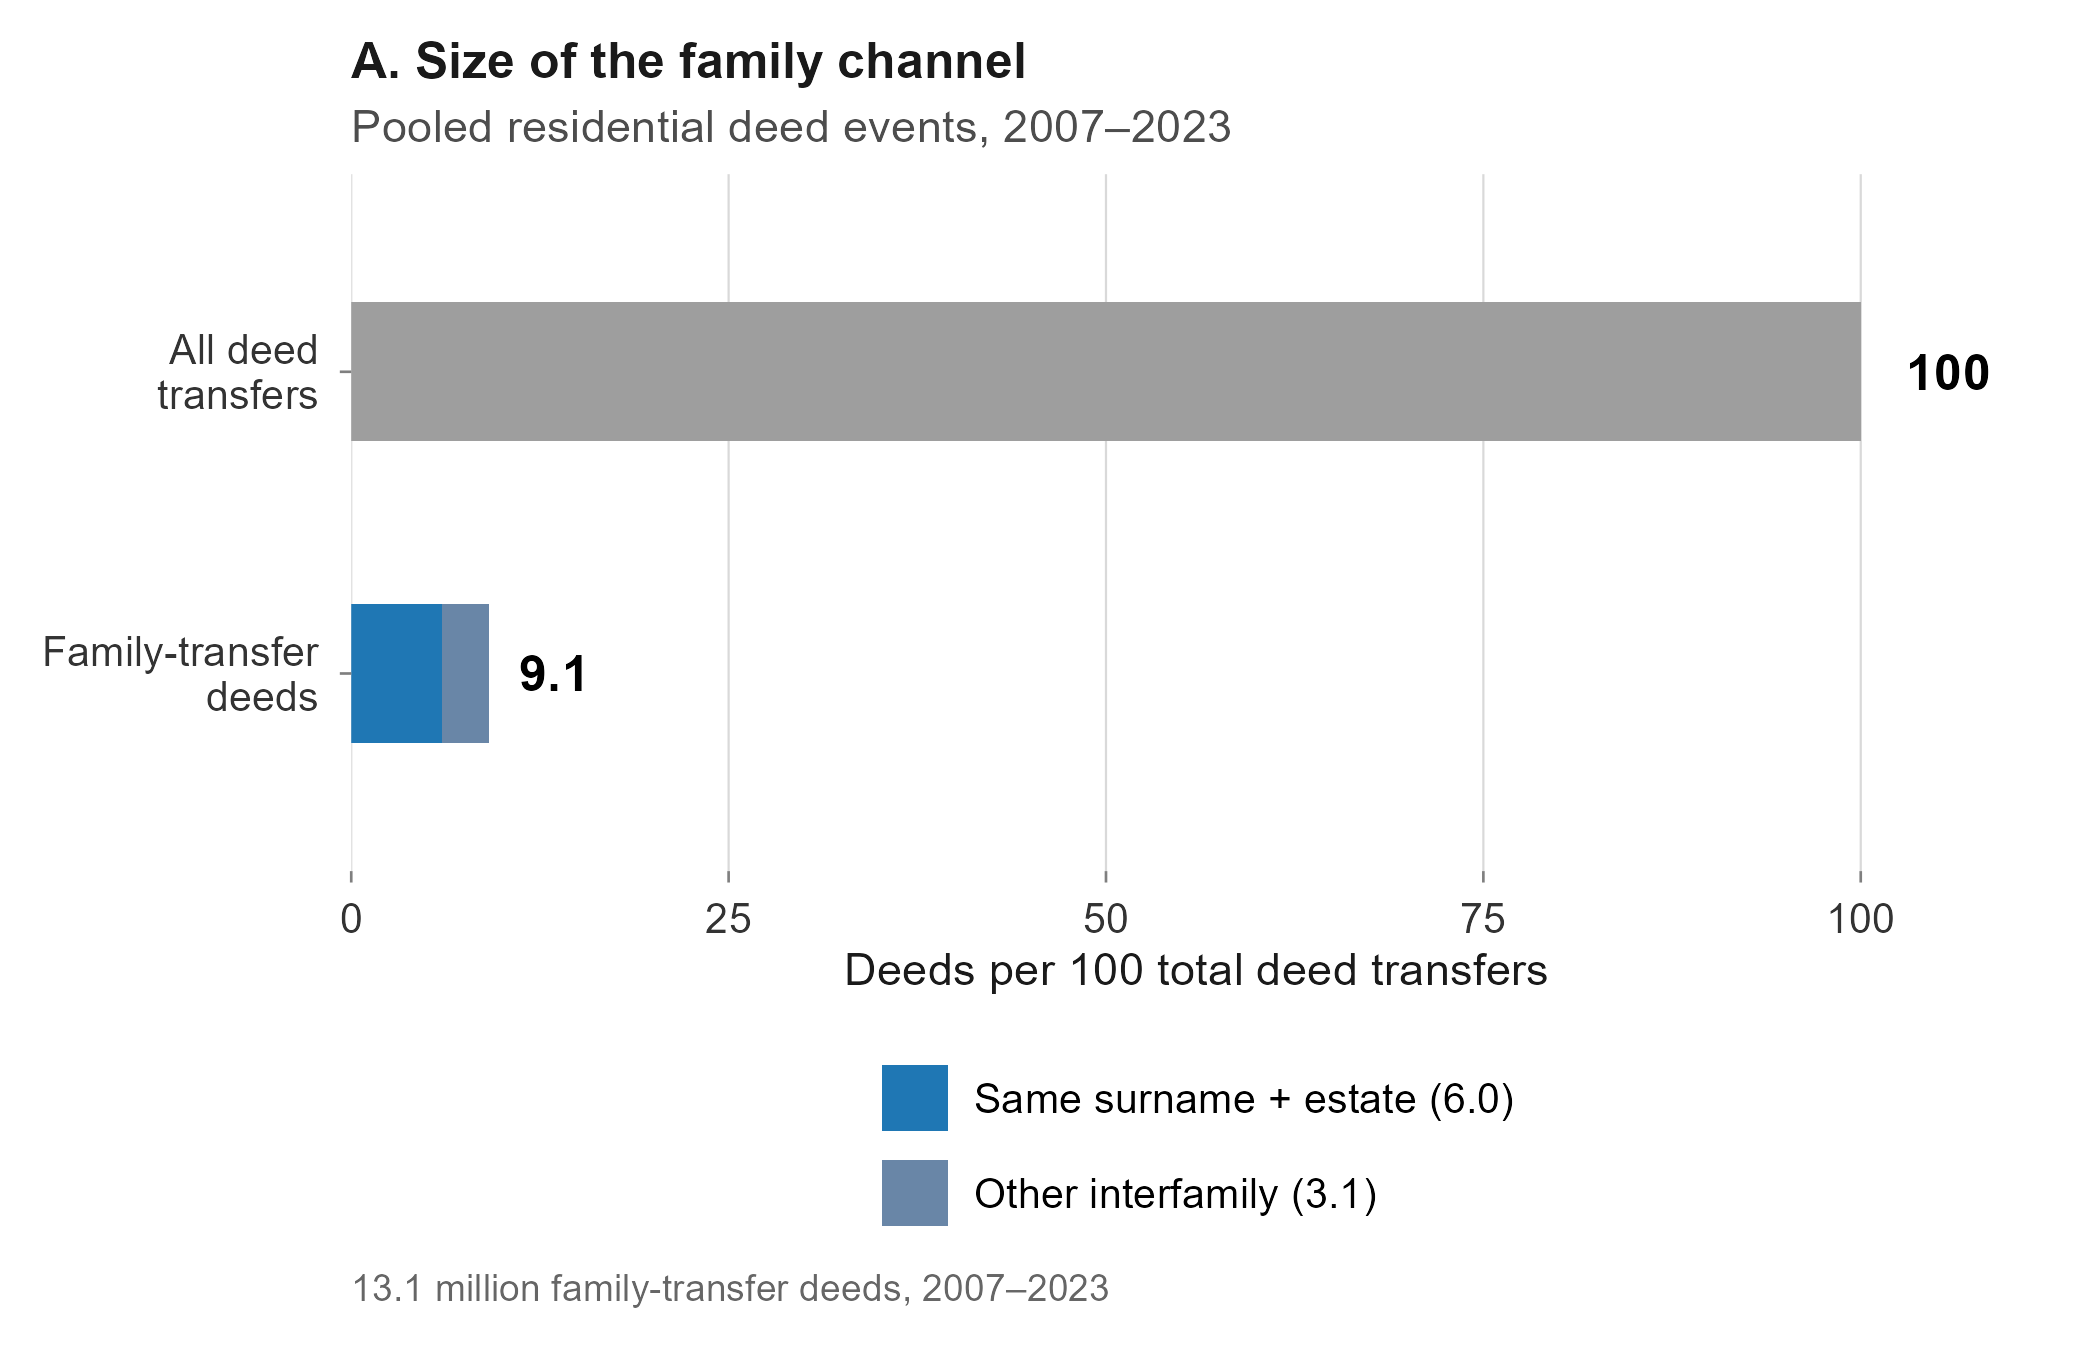 A. Size of the family channel
Pooled residential deed events, 2007–2023
All deed
transfers
100
Family-transfer
deeds
9.1
0 25 50 75 100
Deeds per 100 total deed transfers
Same surname + estate (6.0)
Other interfamily (3.1)
13.1 million family-transfer deeds, 2007–2023